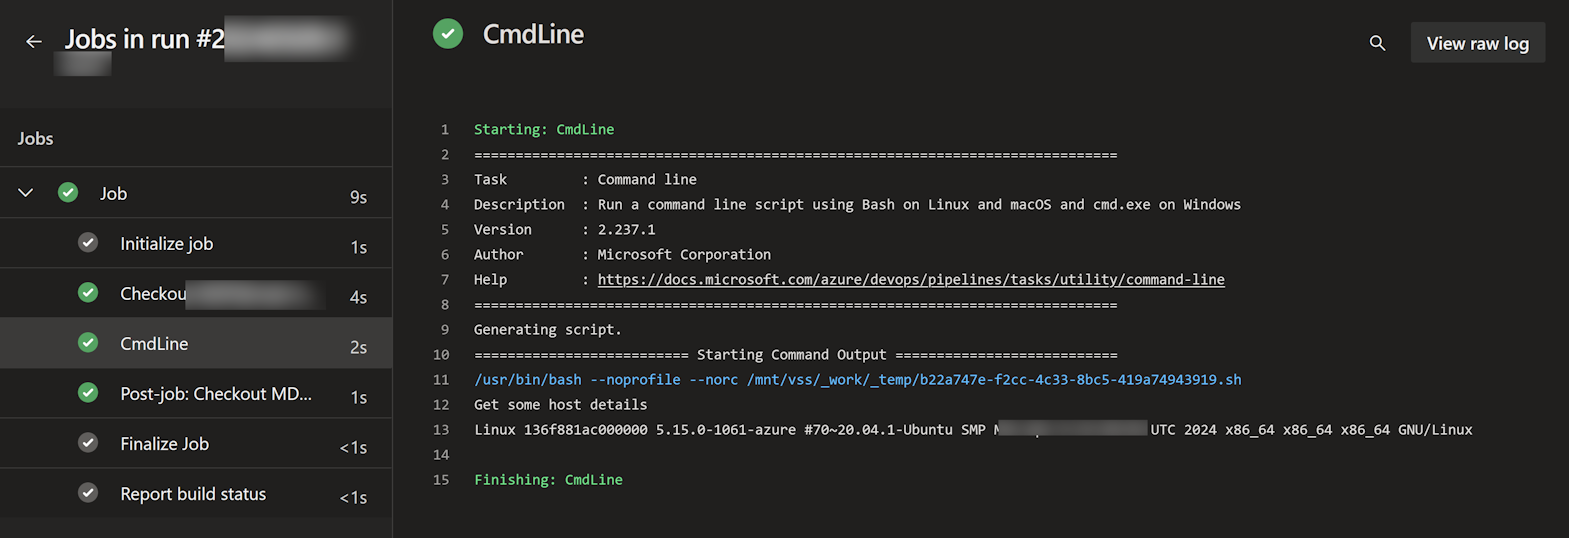 Jobs in run #2
Jobs
Job 9s
Initialize job 1s
Checkou 4s
CmdLine 2s
Post-job: Checkout MD... 1s
Finalize Job <1s
Report build status <1s
CmdLine
View raw log
1 Starting: CmdLine
2 ==============================================================================
3 Task : Command line
4 Description : Run a command line script using Bash on Linux and macOS and cmd.exe on Windows
5 Version : 2.237.1
6 Author : Microsoft Corporation
7 Help : https://docs.microsoft.com/azure/devops/pipelines/tasks/utility/command-line
8 ==============================================================================
9 Generating script.
10 ========================== Starting Command Output ===========================
11 /usr/bin/bash --noprofile --norc /mnt/vss/_work/_temp/b22a747e-f2cc-4c33-8bc5-419a74943919.sh
12 Get some host details
13 Linux 136f881ac000000 5.15.0-1061-azure #70~20.04.1-Ubuntu SMP UTC 2024 x86_64 x86_64 x86_64 GNU/Linux
14
15 Finishing: CmdLine